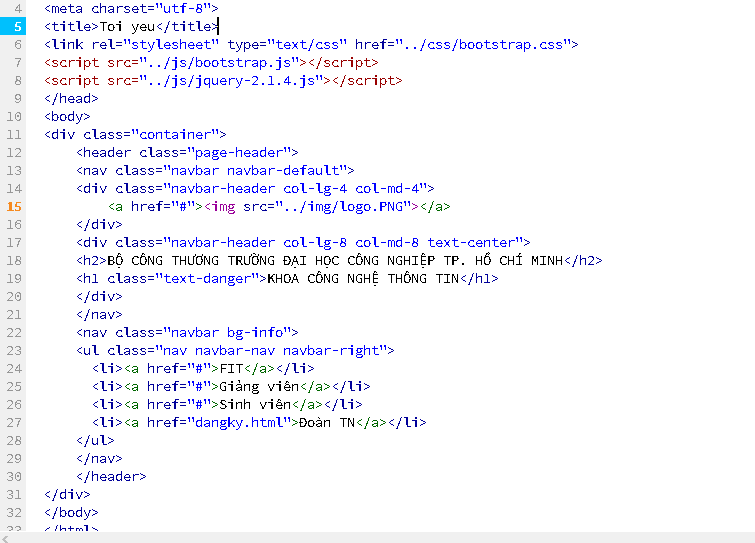 4 <meta charset="utf-8">
5 <title>Toi yeu</title>
6 <link rel="stylesheet" type="text/css" href="../css/bootstrap.css">
7 <script src="../js/bootstrap.js"></script>
8 <script src="../js/jquery-2.1.4.js"></script>
9 </head>
10 <body>
11 <div class="container">
12 <header class="page-header">
13 <nav class="navbar navbar-default">
14 <div class="navbar-header col-lg-4 col-md-4">
15 <a href="#"><img src="../img/logo.PNG"></a>
16 </div>
17 <div class="navbar-header col-lg-8 col-md-8 text-center">
18 <h2>BỘ CÔNG THƯƠNG TRƯỜNG ĐẠI HỌC CÔNG NGHIỆP TP. HỒ CHÍ MINH</h2>
19 <h1 class="text-danger">KHOA CÔNG NGHỆ THÔNG TIN</h1>
20 </div>
21 </nav>
22 <nav class="navbar bg-info">
23 <ul class="nav navbar-nav navbar-right">
24 <li><a href="#">FIT</a></li>
25 <li><a href="#">Giảng viên</a></li>
26 <li><a href="#">Sinh viên</a></li>
27 <li><a href="dangky.html">Đoàn TN</a></li>
28 </ul>
29 </nav>
30 </header>
31 </div>
32 </body>
33 </html>